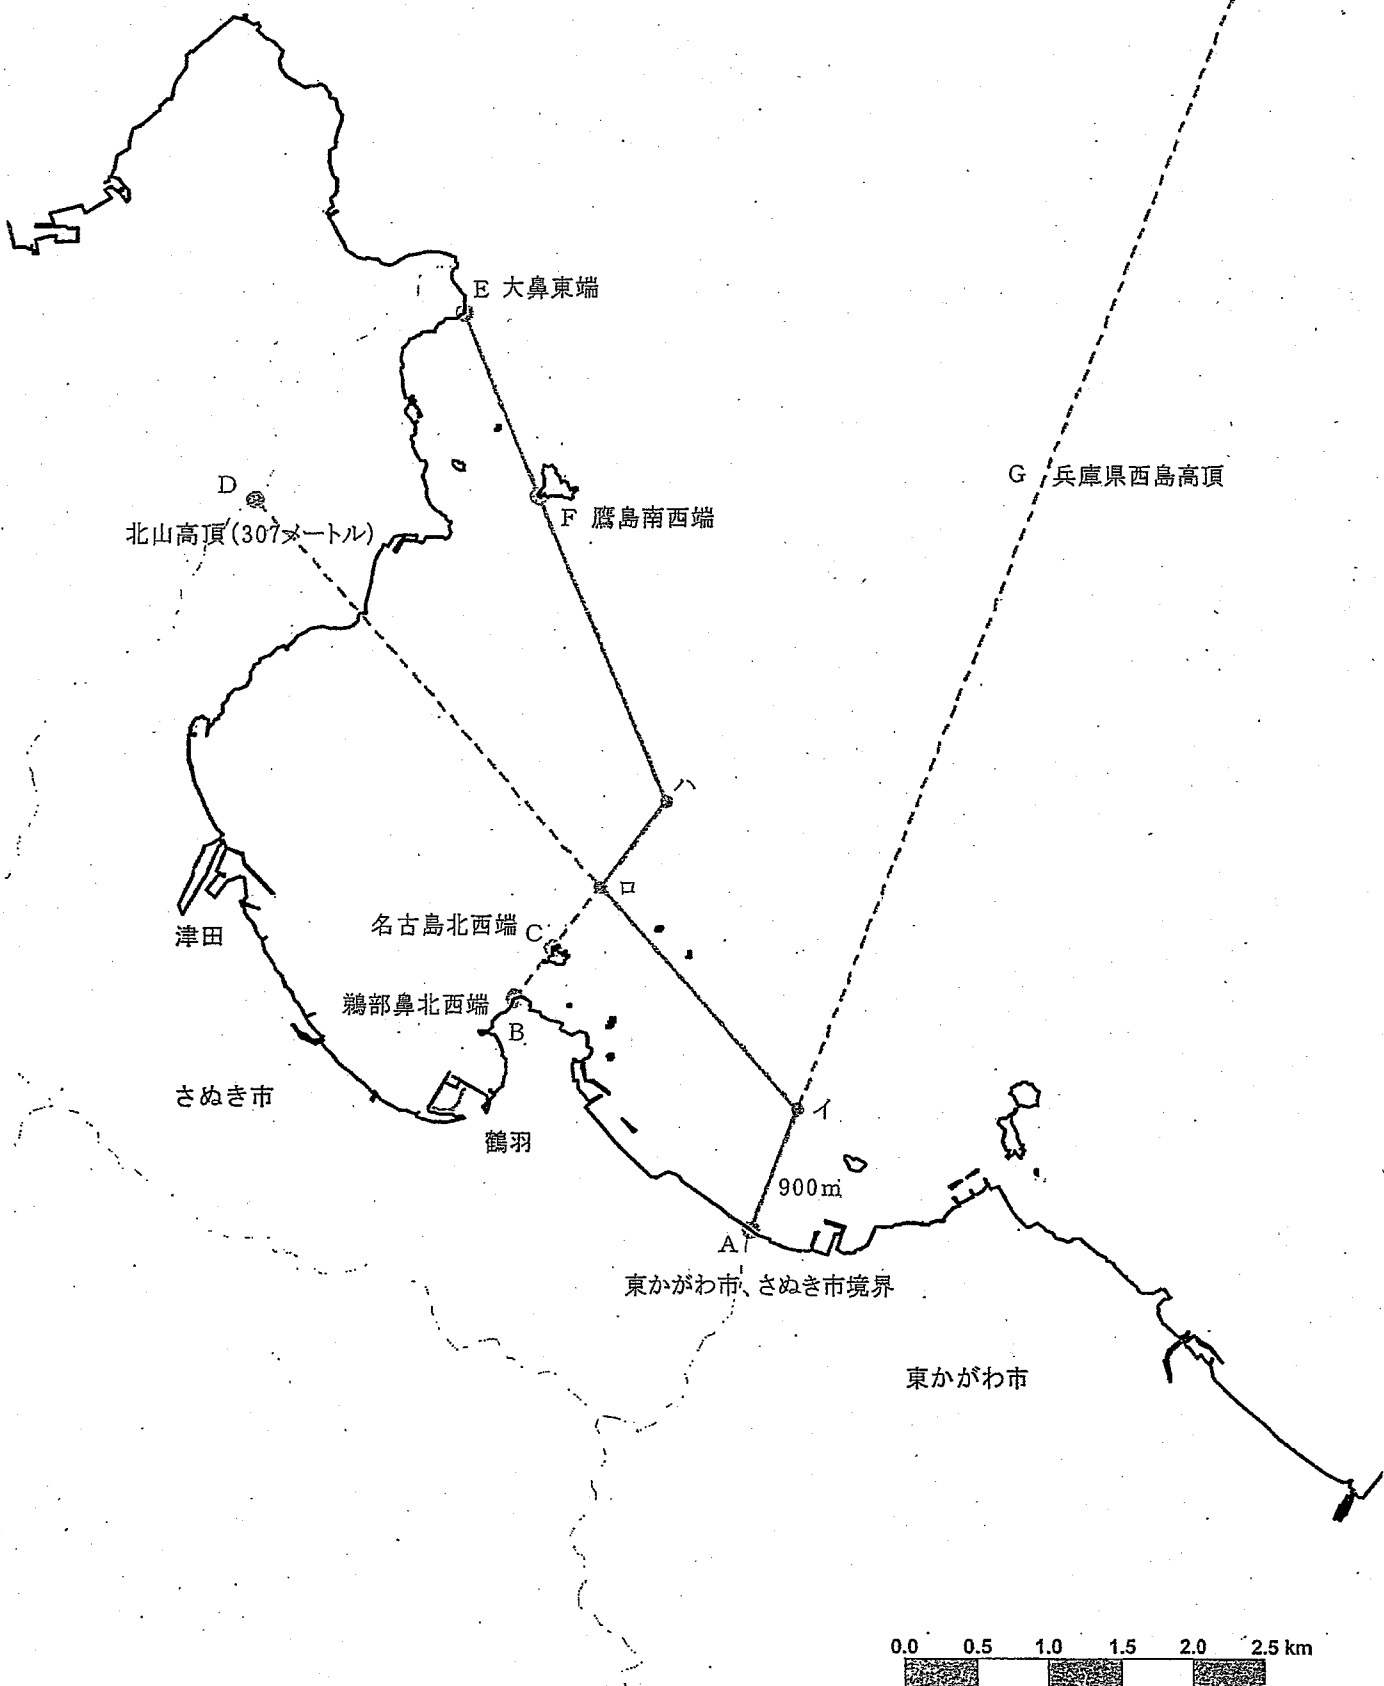 E 大鼻東端
G 兵庫県西島高頂
D
北山高頂(307メートル)
F 鷹島南西端
ハ
ロ
名古島北西端 C
津田
鵜部鼻北西端
B
さぬき市
イ
鶴羽
900m
A
東かがわ市、さぬき市境界
東かがわ市
0.0 0.5 1.0 1.5 2.0 2.5 km